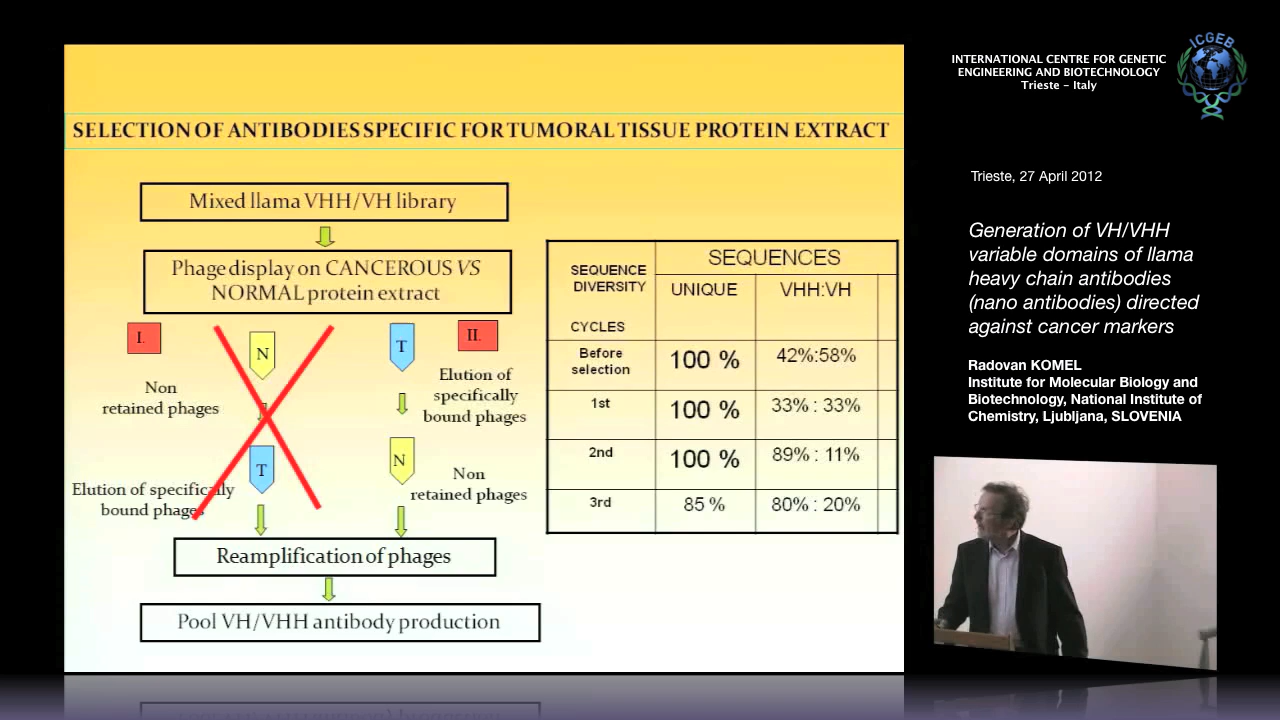 SELECTION OF ANTIBODIES SPECIFIC FOR TUMORAL TISSUE PROTEIN EXTRACT
Mixed llama VHH/VH library
Phage display on CANCEROUS VS
NORMAL protein extract
I.
N
T
II.
Non
retained phages
Elution of
specifically
bound phages
T
N
Elution of specifically
bound phages
Non
retained phages
Reamplification of phages
Pool VH/VHH antibody production
SEQUENCE
DIVERSITY
CYCLES
SEQUENCES
UNIQUE
VHH:VH
Before
selection
100 %
42%:58%
1st
100 %
33% : 33%
2nd
100 %
89% : 11%
3rd
85 %
80% : 20%
INTERNATIONAL CENTRE FOR GENETIC
ENGINEERING AND BIOTECHNOLOGY
Trieste - Italy
ICGEB
Trieste, 27 April 2012
Generation of VH/VHH
variable domains of llama
heavy chain antibodies
(nano antibodies) directed
against cancer markers
Radovan KOMEL
Institute for Molecular Biology and
Biotechnology, National Institute of
Chemistry, Ljubljana, SLOVENIA